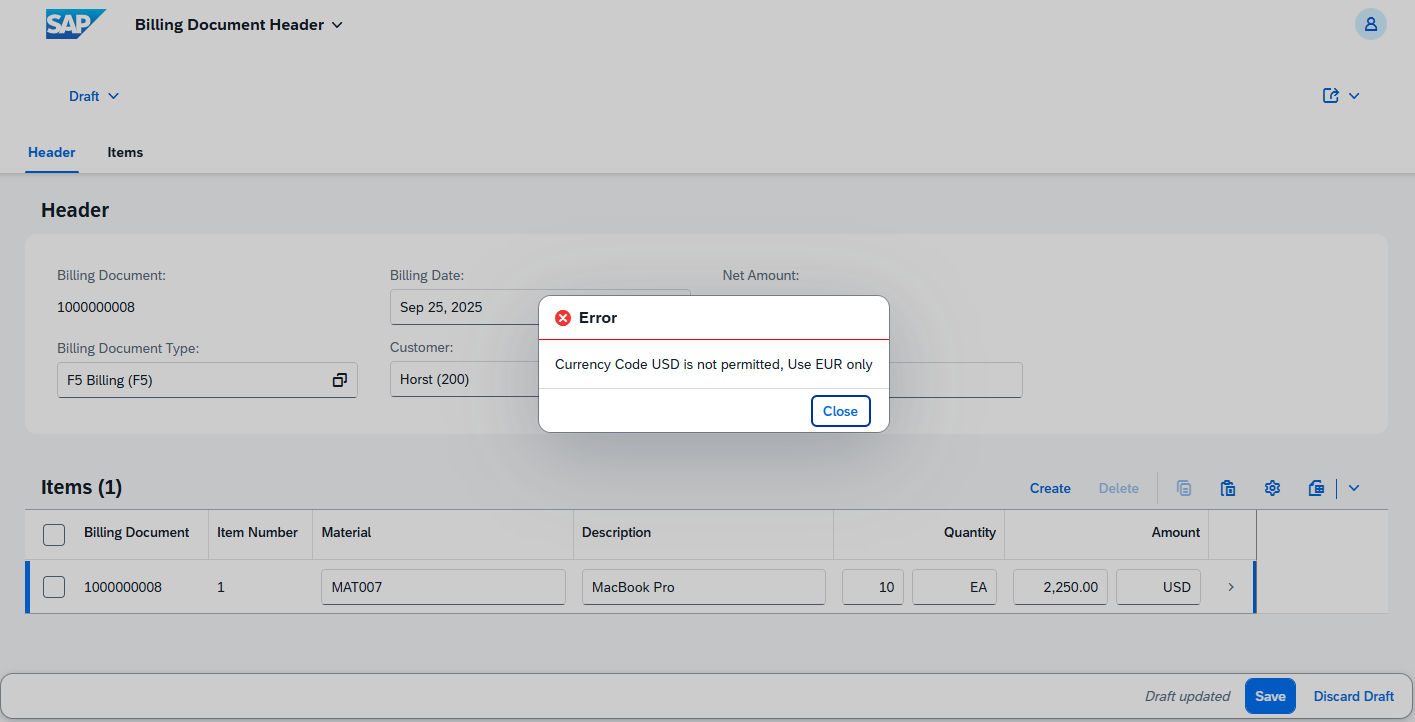 SAP Billing Document Header
Draft
Header Items
Header
Billing Document: Billing Date: Net Amount:
1000000008 Sep 25, 2025
Billing Document Type: Customer:
F5 Billing (F5) Horst (200)
Error
Currency Code USD is not permitted, Use EUR only
Close
Items (1) Create Delete
Billing Document Item Number Material Description Quantity Amount
1000000008 1 MAT007 MacBook Pro 10 EA 2,250.00 USD
Draft updated Save Discard Draft